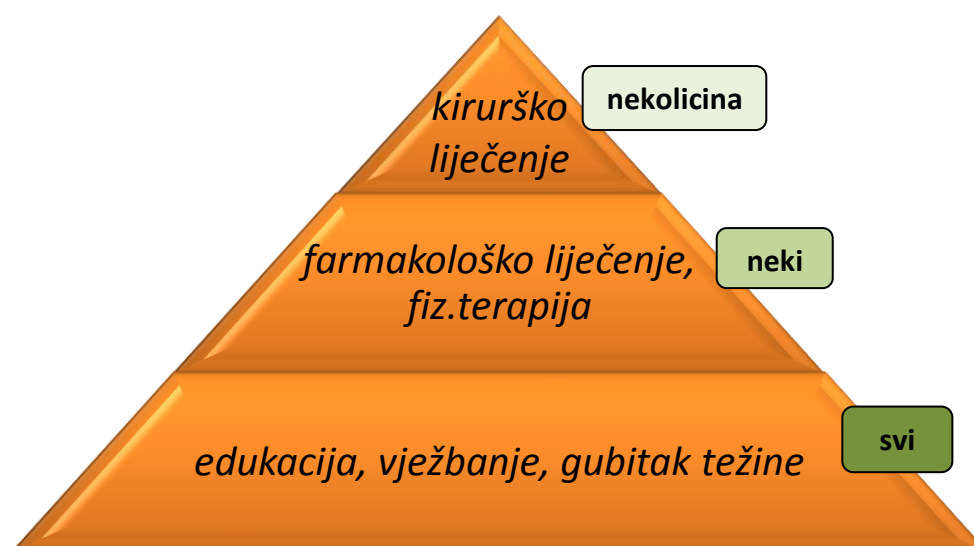 kirurško
liječenje
nekolicina
farmakološko liječenje,
fiz.terapija
neki
edukacija, vježbanje, gubitak težine
svi